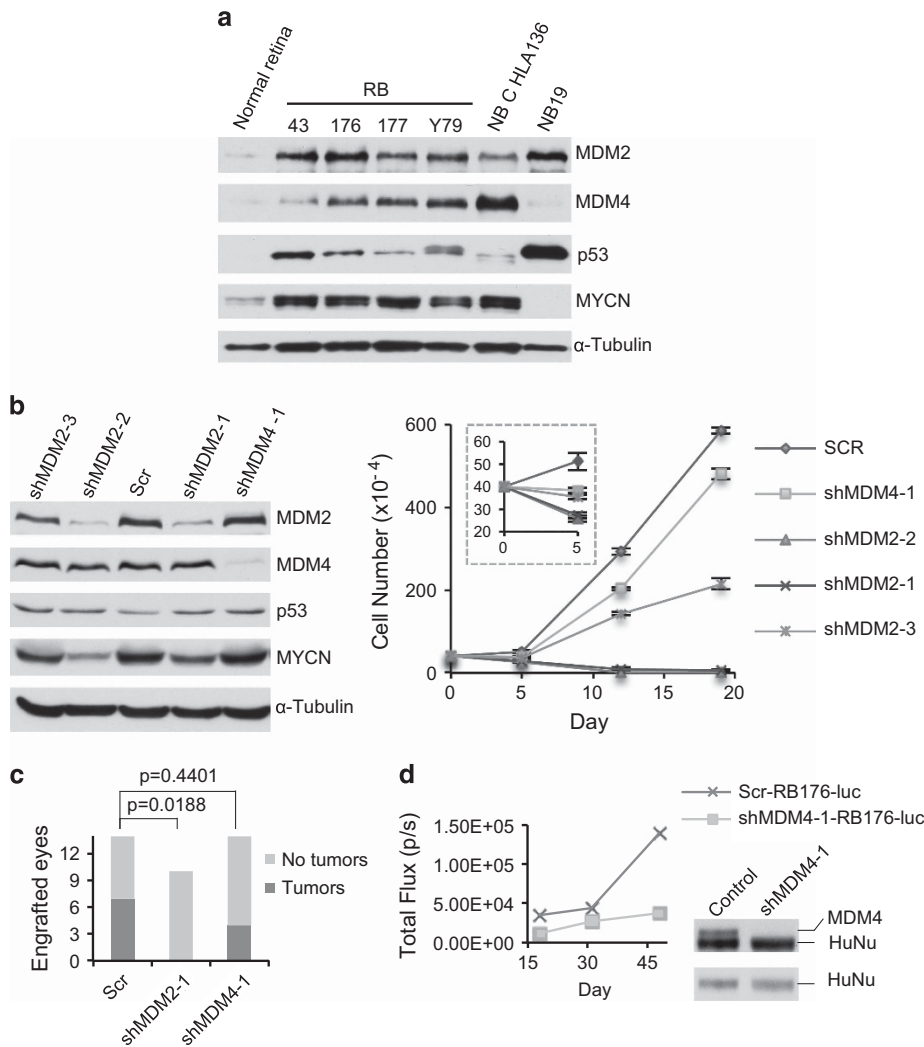 a
Normal retina
RB
43 176 177 Y79
NB C HLA136
NB19
MDM2
MDM4
p53
MYCN
α-Tubulin
b
shMDM2-3
shMDM2-2
Scr
shMDM2-1
shMDM4 -1
MDM2
MDM4
p53
MYCN
α-Tubulin
Cell Number (x10⁻⁴)
600
400
200
0
0 5 10 15 20
Day
60
50
40
30
20
0 5
SCR
shMDM4-1
shMDM2-2
shMDM2-1
shMDM2-3
c
p=0.4401
p=0.0188
Engrafted eyes
12
9
6
3
0
Scr
shMDM2-1
shMDM4-1
No tumors
Tumors
d
Scr-RB176-luc
shMDM4-1-RB176-luc
Total Flux (p/s)
1.50E+05
1.00E+05
5.00E+04
0.00E+00
15 31 45
Day
Control
shMDM4-1
MDM4
HuNu
HuNu